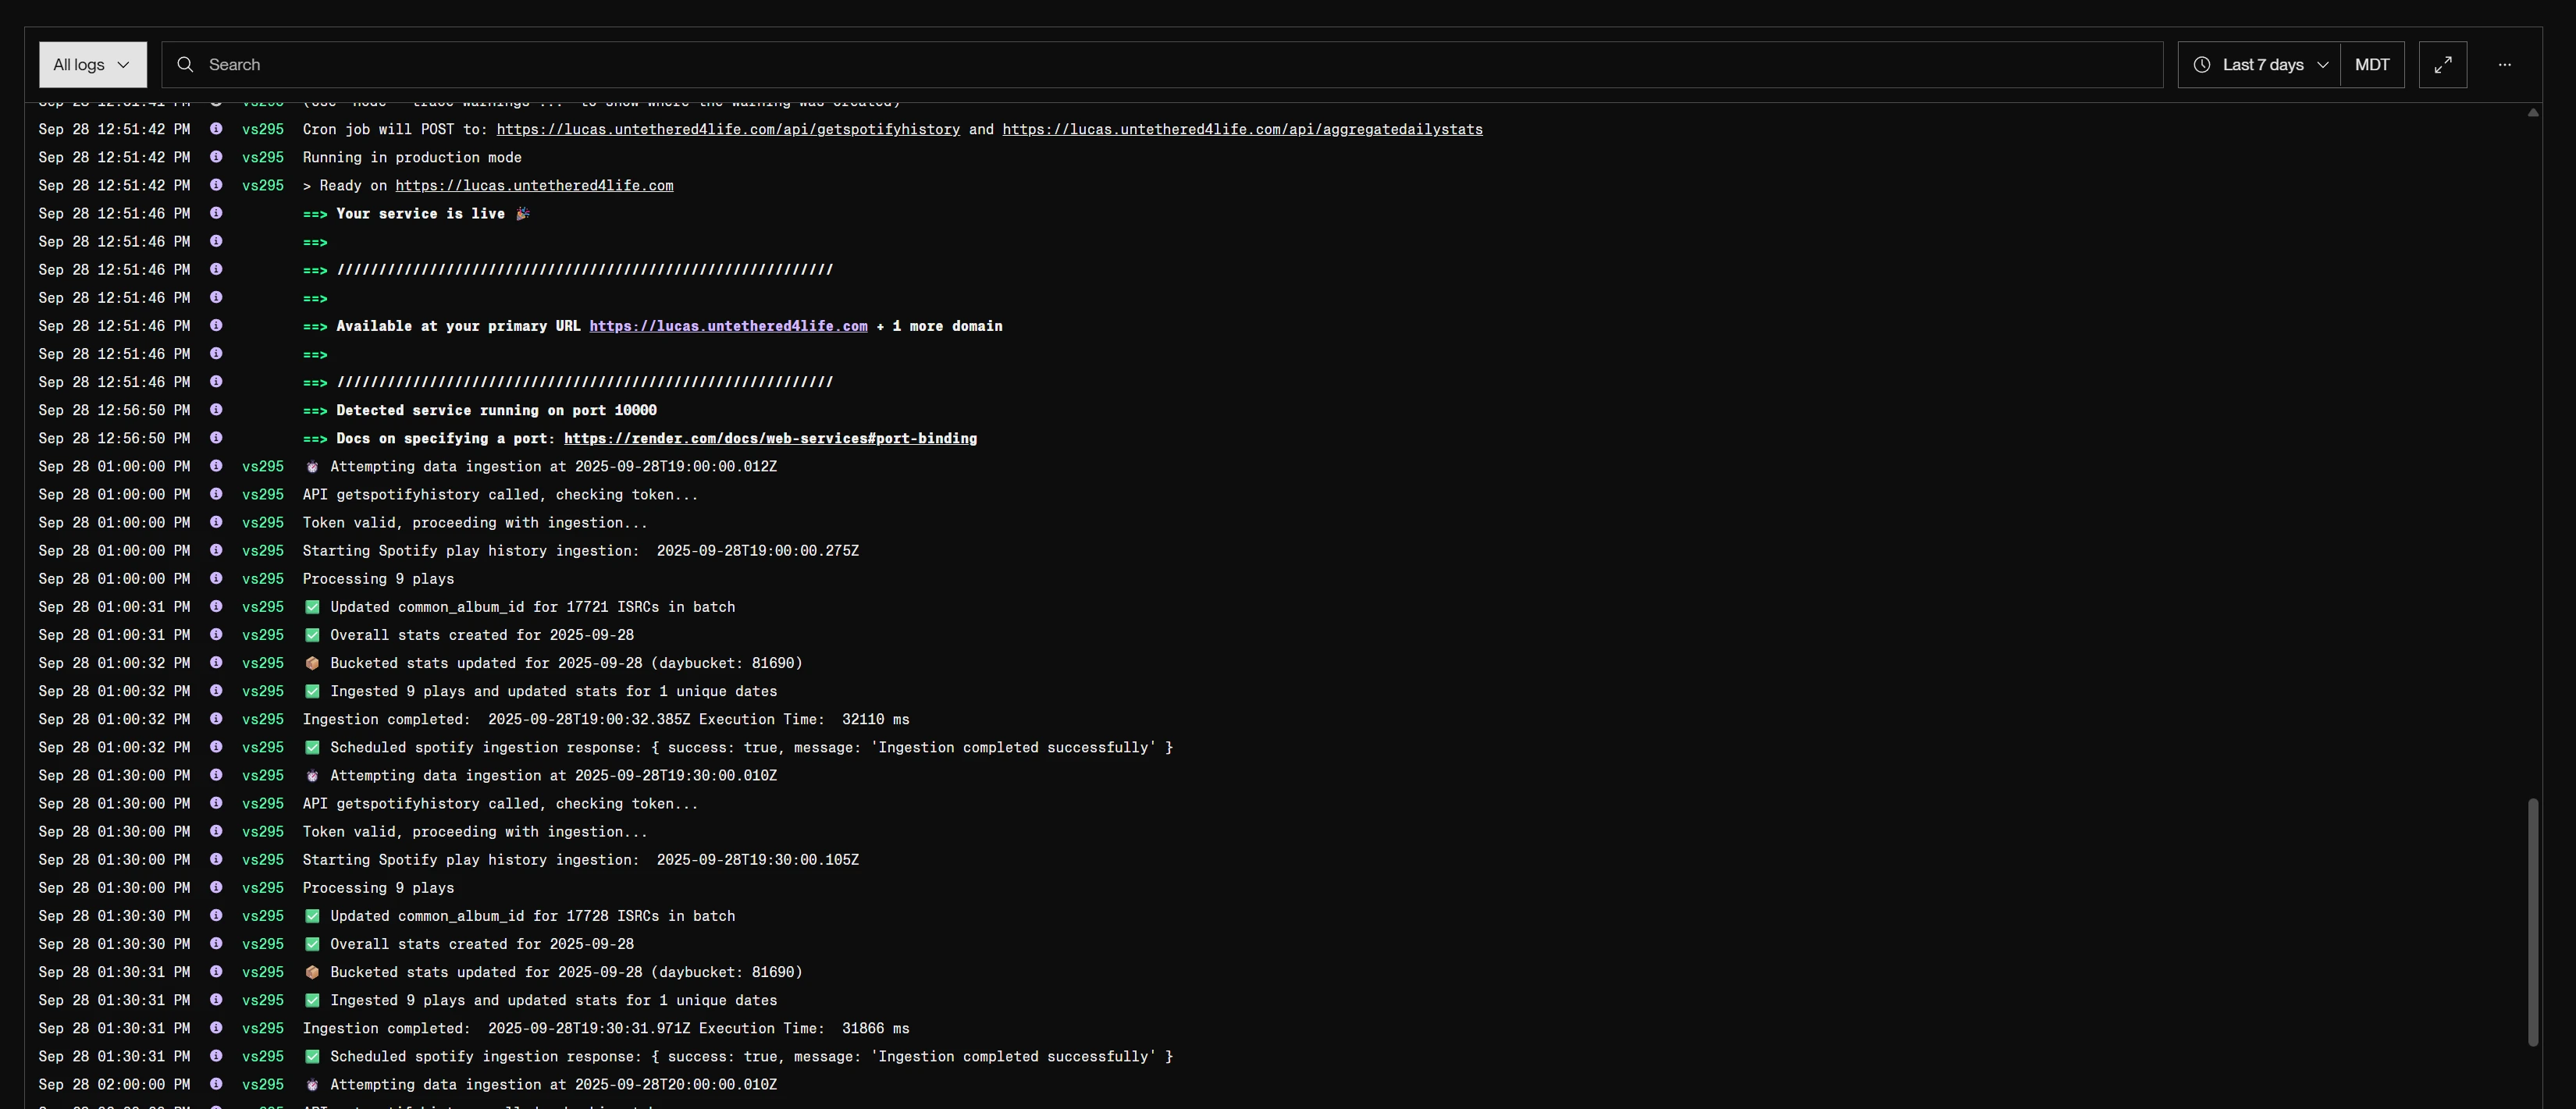 All logs
Search
Last 7 days
MDT
Sep 28 12:51:41 PM vs295 (Use `node --trace-warnings ...` to show where the warning was created)
Sep 28 12:51:42 PM vs295 Cron job will POST to: https://lucas.untethered4life.com/api/getspotifyhistory and https://lucas.untethered4life.com/api/aggregatedailystats
Sep 28 12:51:42 PM vs295 Running in production mode
Sep 28 12:51:42 PM vs295 > Ready on https://lucas.untethered4life.com
Sep 28 12:51:46 PM ==> Your service is live 🎉
Sep 28 12:51:46 PM ==>
Sep 28 12:51:46 PM ==> ///////////////////////////////////////////////////////////
Sep 28 12:51:46 PM ==>
Sep 28 12:51:46 PM ==> Available at your primary URL https://lucas.untethered4life.com + 1 more domain
Sep 28 12:51:46 PM ==>
Sep 28 12:51:46 PM ==> ///////////////////////////////////////////////////////////
Sep 28 12:56:50 PM ==> Detected service running on port 10000
Sep 28 12:56:50 PM ==> Docs on specifying a port: https://render.com/docs/web-services#port-binding
Sep 28 01:00:00 PM vs295 ⏰ Attempting data ingestion at 2025-09-28T19:00:00.012Z
Sep 28 01:00:00 PM vs295 API getspotifyhistory called, checking token...
Sep 28 01:00:00 PM vs295 Token valid, proceeding with ingestion...
Sep 28 01:00:00 PM vs295 Starting Spotify play history ingestion:  2025-09-28T19:00:00.275Z
Sep 28 01:00:00 PM vs295 Processing 9 plays
Sep 28 01:00:31 PM vs295 ✅ Updated common_album_id for 17721 ISRCs in batch
Sep 28 01:00:31 PM vs295 ✅ Overall stats created for 2025-09-28
Sep 28 01:00:32 PM vs295 📦 Bucketed stats updated for 2025-09-28 (daybucket: 81690)
Sep 28 01:00:32 PM vs295 ✅ Ingested 9 plays and updated stats for 1 unique dates
Sep 28 01:00:32 PM vs295 Ingestion completed:  2025-09-28T19:00:32.385Z Execution Time:  32110 ms
Sep 28 01:00:32 PM vs295 ✅ Scheduled spotify ingestion response: { success: true, message: 'Ingestion completed successfully' }
Sep 28 01:30:00 PM vs295 ⏰ Attempting data ingestion at 2025-09-28T19:30:00.010Z
Sep 28 01:30:00 PM vs295 API getspotifyhistory called, checking token...
Sep 28 01:30:00 PM vs295 Token valid, proceeding with ingestion...
Sep 28 01:30:00 PM vs295 Starting Spotify play history ingestion:  2025-09-28T19:30:00.105Z
Sep 28 01:30:00 PM vs295 Processing 9 plays
Sep 28 01:30:30 PM vs295 ✅ Updated common_album_id for 17728 ISRCs in batch
Sep 28 01:30:30 PM vs295 ✅ Overall stats created for 2025-09-28
Sep 28 01:30:31 PM vs295 📦 Bucketed stats updated for 2025-09-28 (daybucket: 81690)
Sep 28 01:30:31 PM vs295 ✅ Ingested 9 plays and updated stats for 1 unique dates
Sep 28 01:30:31 PM vs295 Ingestion completed:  2025-09-28T19:30:31.971Z Execution Time:  31866 ms
Sep 28 01:30:31 PM vs295 ✅ Scheduled spotify ingestion response: { success: true, message: 'Ingestion completed successfully' }
Sep 28 02:00:00 PM vs295 ⏰ Attempting data ingestion at 2025-09-28T20:00:00.010Z